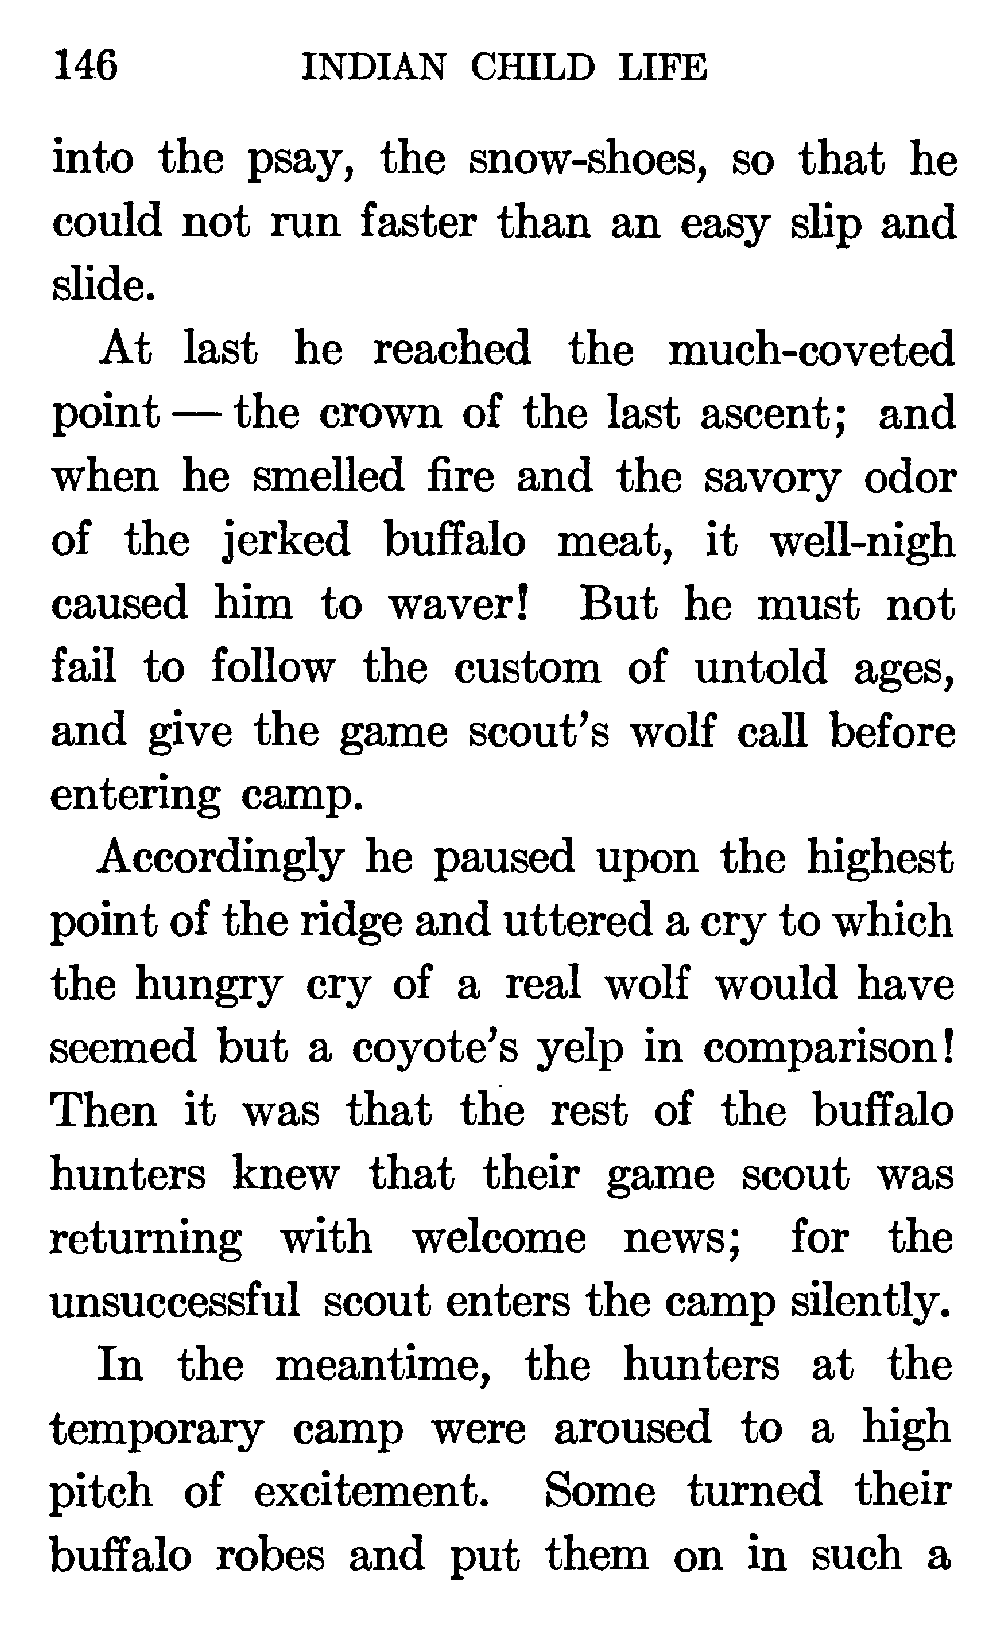 146 INDIAN CHILD LIFE
into the psay, the snow-shoes, so that he
could not run faster than an easy slip and
slide.
At last he reached the much-coveted
point — the crown of the last ascent; and
when he smelled fire and the savory odor
of the jerked buffalo meat, it well-nigh
caused him to waver! But he must not
fail to follow the custom of untold ages,
and give the game scout's wolf call before
entering camp.
Accordingly he paused upon the highest
point of the ridge and uttered a cry to which
the hungry cry of a real wolf would have
seemed but a coyote's yelp in comparison!
Then it was that the rest of the buffalo
hunters knew that their game scout was
returning with welcome news; for the
unsuccessful scout enters the camp silently.
In the meantime, the hunters at the
temporary camp were aroused to a high
pitch of excitement. Some turned their
buffalo robes and put them on in such a